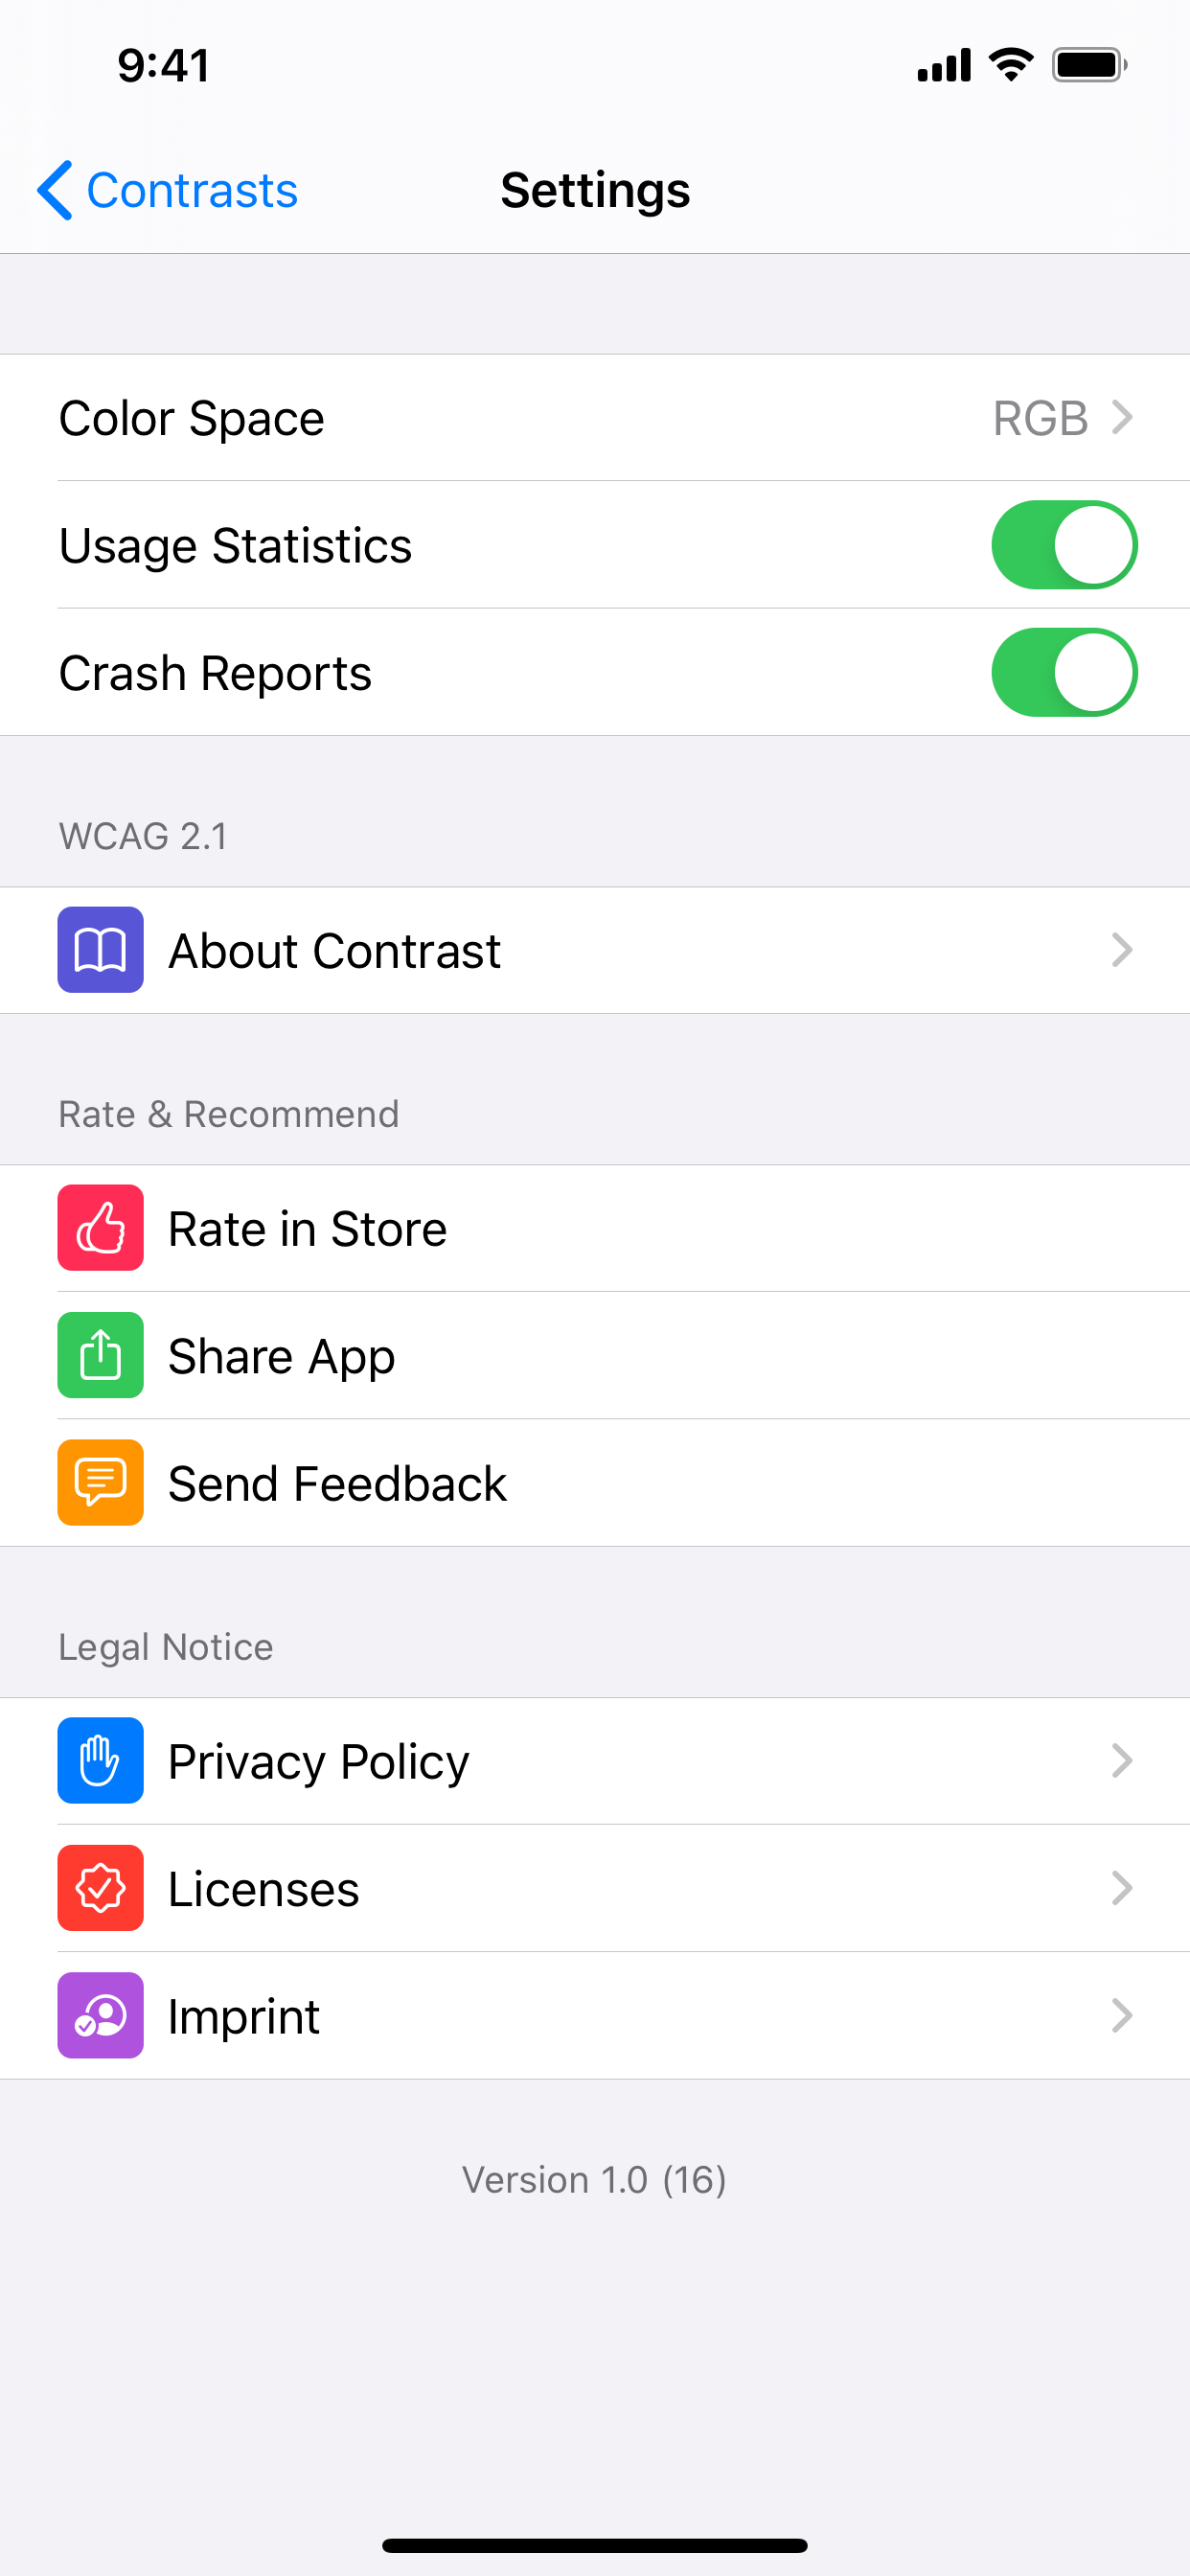 9:41
Contrasts
Settings
Color Space
RGB
Usage Statistics
Crash Reports
WCAG 2.1
About Contrast
Rate & Recommend
Rate in Store
Share App
Send Feedback
Legal Notice
Privacy Policy
Licenses
Imprint
Version 1.0 (16)